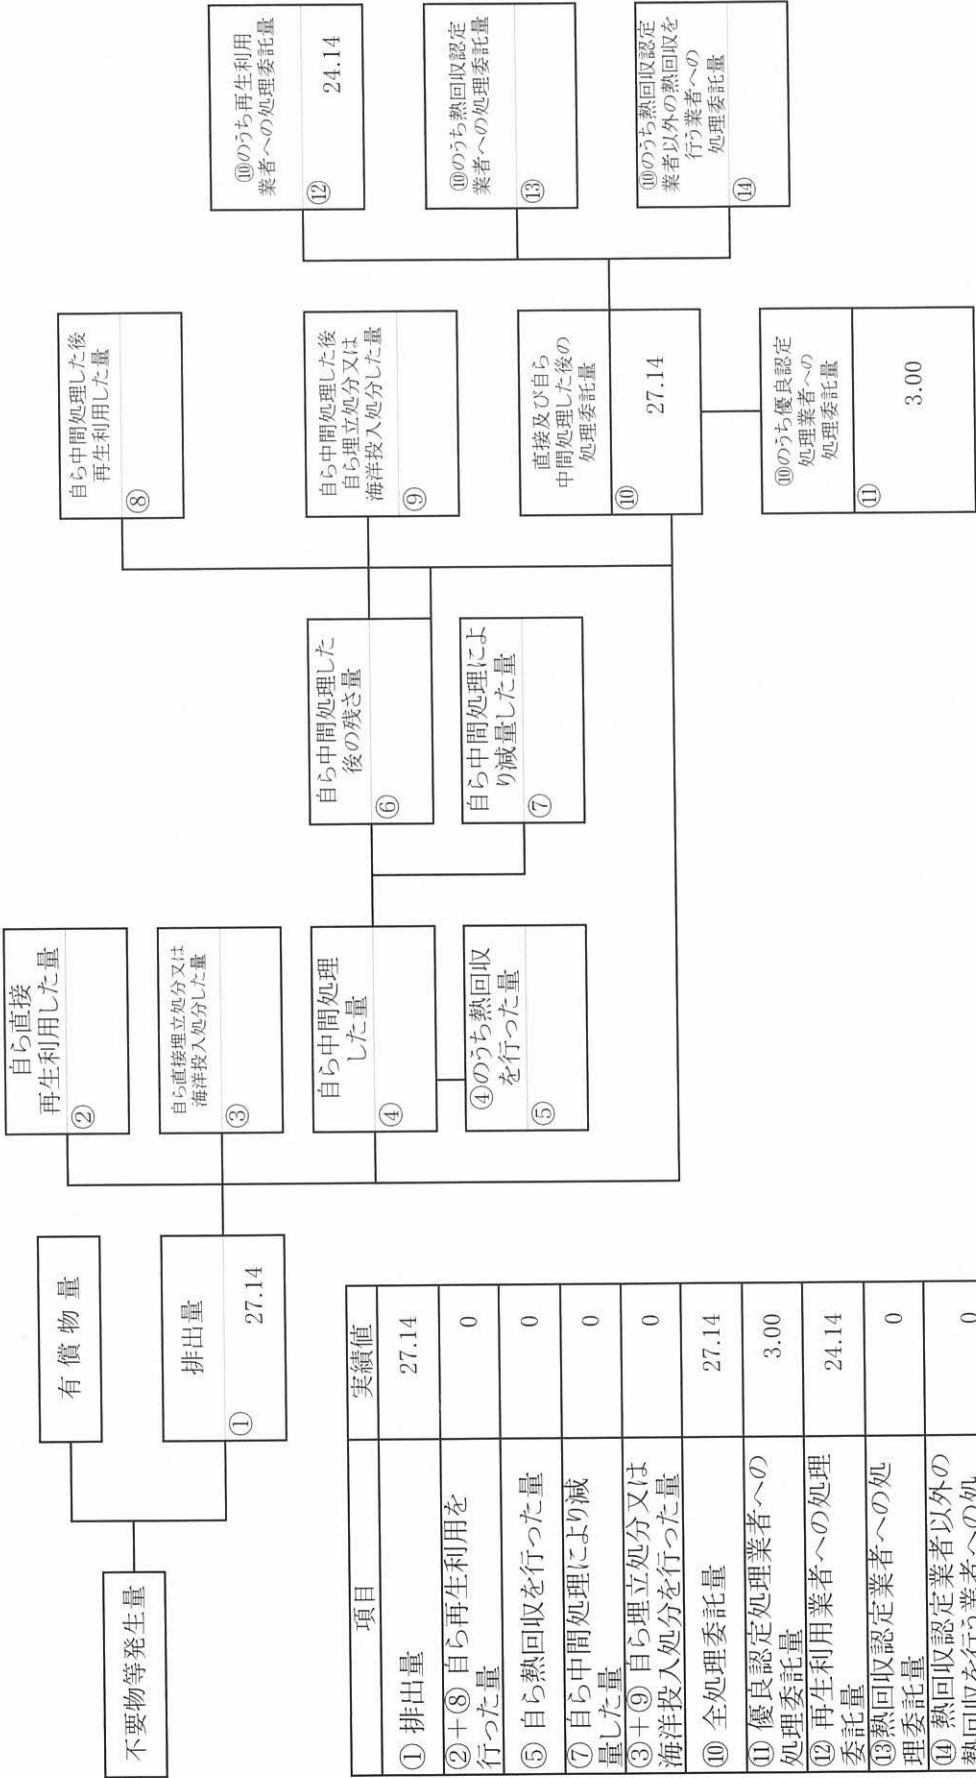 不要物等発生量
有償物量
排出量
①
27.14
自ら直接
再生利用した量
②
自ら直接埋立処分又は
海洋投入処分した量
③
自ら中間処理
した量
④
④のうち熱回収
を行った量
⑤
自ら中間処理した
後の残さ量
⑥
自ら中間処理によ
り減量した量
⑦
自ら中間処理した後
再生利用した量
⑧
自ら中間処理した後
自ら埋立処分又は
海洋投入処分した量
⑨
直接及び自ら
中間処理した後の
処理委託量
⑩
27.14
⑩のうち優良認定
処理業者への
処理委託量
⑪
3.00
⑩のうち再生利用
業者への処理委託量
⑫
24.14
⑩のうち熱回収認定
業者への処理委託量
⑬
⑩のうち熱回収認定
業者以外の熱回収を
行う業者への
処理委託量
⑭
項目 実績値
① 排出量 27.14
②+⑧ 自ら再生利用を
行った量 0
⑤ 自ら熱回収を行った量 0
⑦ 自ら中間処理により減
量した量 0
③+⑨ 自ら埋立処分又は
海洋投入処分を行った量 0
⑩ 全処理委託量 27.14
⑪ 優良認定処理業者への
処理委託量 3.00
⑫ 再生利用業者への処理
委託量 24.14
⑬熱回収認定業者への処
理委託量 0
⑭ 熱回収認定業者以外の
熱回収を行う業者への処 0